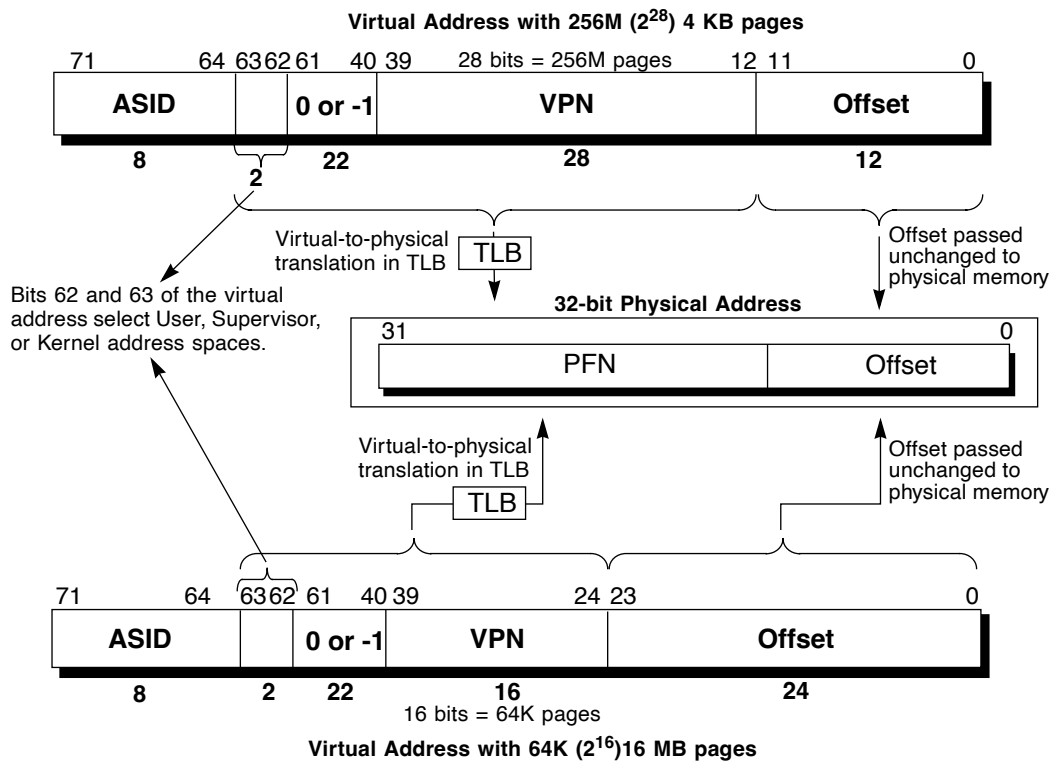 Virtual Address with 256M (2^28) 4 KB pages
71 64 63 62 61 40 39 28 bits = 256M pages 12 11 0
ASID 0 or -1 VPN Offset
8 2 22 28 12
Virtual-to-physical
translation in TLB
TLB
Offset passed
unchanged to
physical memory
Bits 62 and 63 of the virtual
address select User, Supervisor,
or Kernel address spaces.
32-bit Physical Address
31 0
PFN Offset
Virtual-to-physical
translation in TLB
TLB
Offset passed
unchanged to
physical memory
71 64 63 62 61 40 39 24 23 0
ASID 0 or -1 VPN Offset
8 2 22 16 24
16 bits = 64K pages
Virtual Address with 64K (2^16)16 MB pages